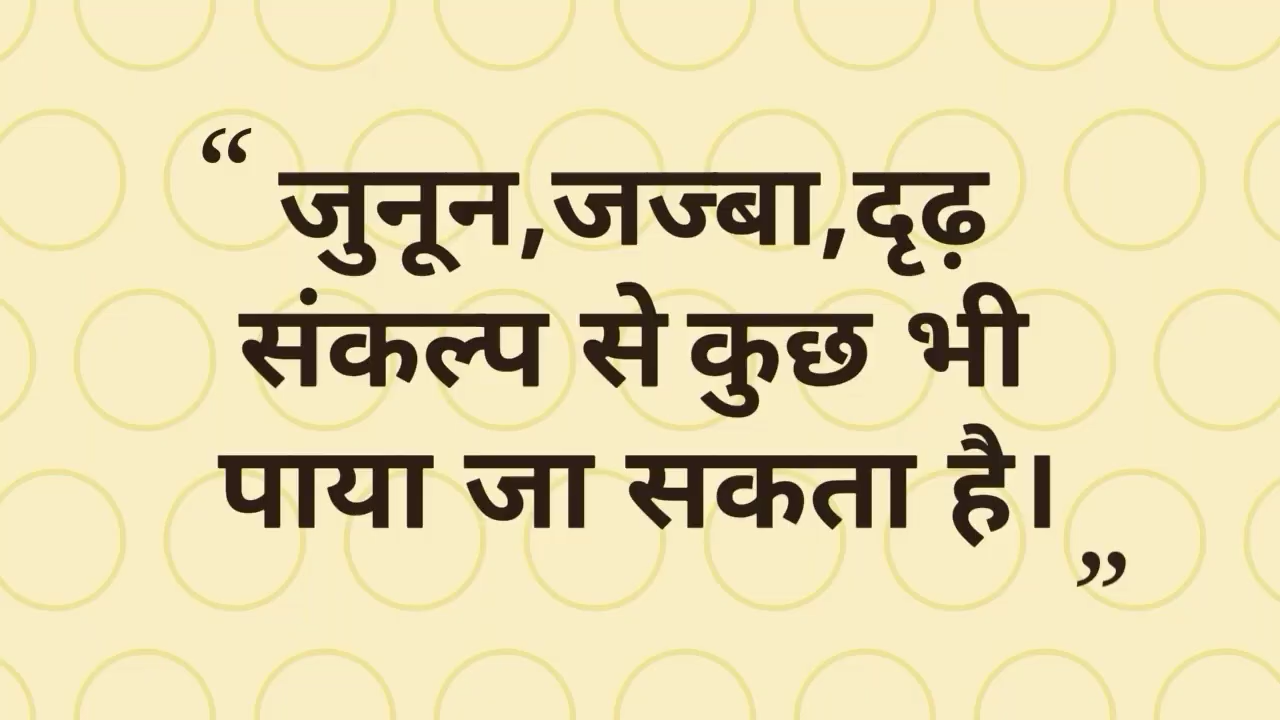 “ जुनून,जज्बा,दृढ़
संकल्प से कुछ भी
पाया जा सकता है।
”